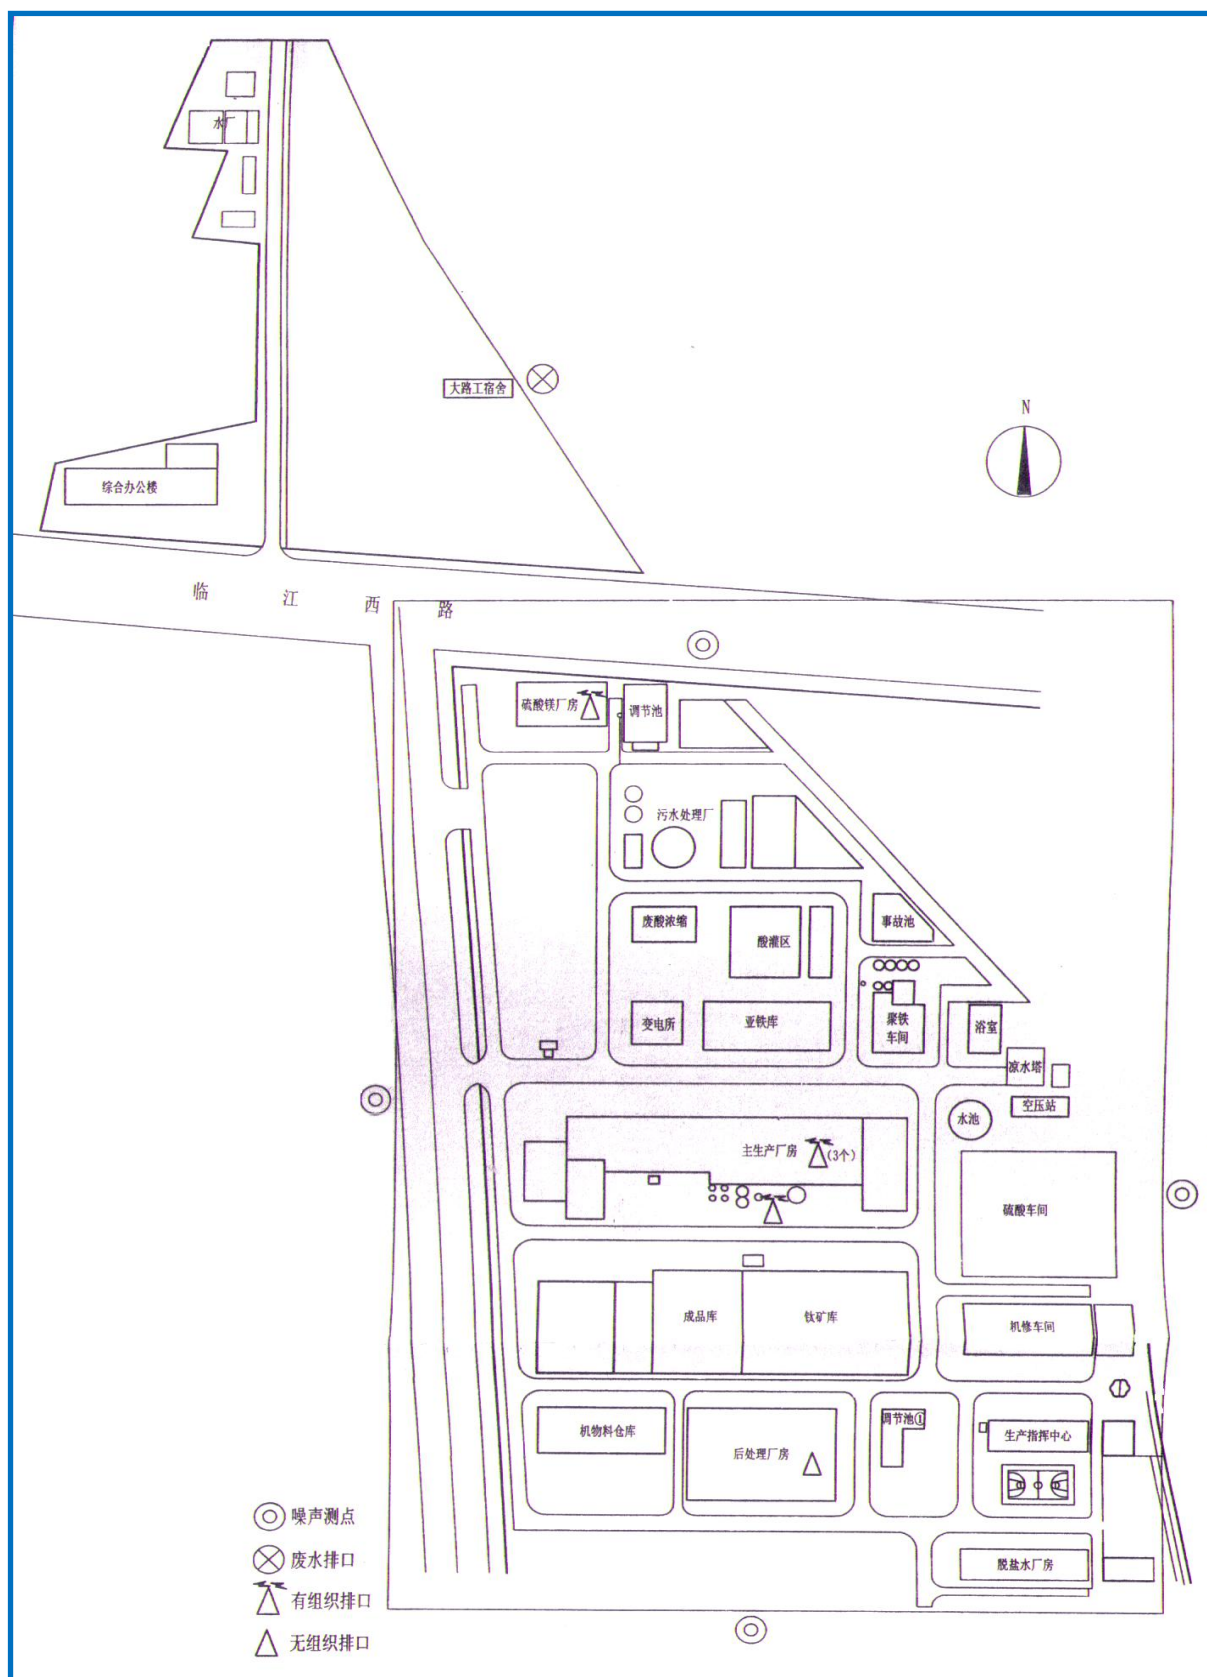 水厂
大路工宿舍
N
综合办公楼
临江西路
硫酸镁厂房
调节池
污水处理厂
废酸浓缩
酸灌区
事故池
变电所
亚铁库
聚铁
车间
浴室
凉水塔
空压站
水池
主生产厂房
(3个)
硫酸车间
成品库
钛矿库
机修车间
机物料仓库
后处理厂房
调节池①
生产指挥中心
脱盐水厂房
噪声测点
废水排口
有组织排口
无组织排口